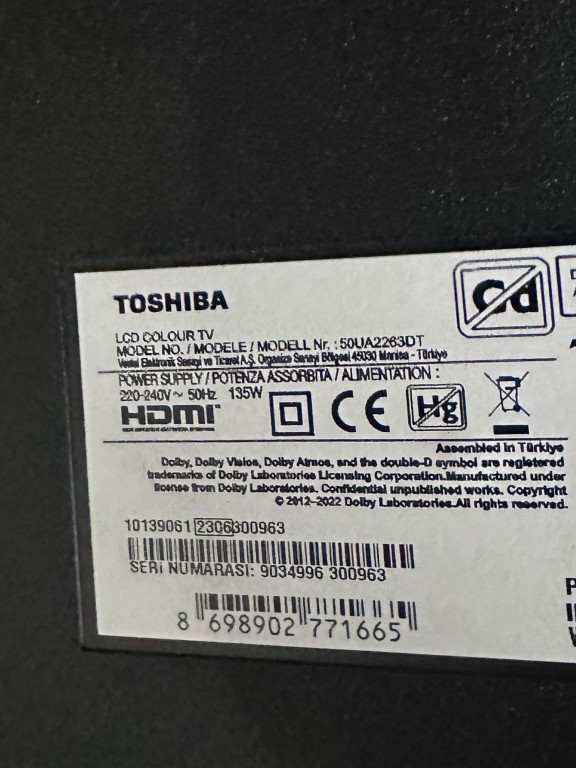 TOSHIBA
LCD COLOUR TV
MODEL NO. / MODELE / MODELL Nr. : 50UA2263DT
Vestel Elektronik Sanayi ve Ticaret A.Ş. Organize Sanayi Bölgesi 45030 Manisa - Türkiye
POWER SUPPLY / POTENZA ASSORBITA / ALIMENTATION :
220-240V ~ 50Hz 135W
HDMI
CE
Hg
Cd
Assembled in Türkiye
Dolby, Dolby Vision, Dolby Atmos, and the double-D symbol are registered
trademarks of Dolby Laboratories Licensing Corporation.Manufactured under
license from Dolby Laboratories. Confidential unpublished works. Copyright
© 2012-2022 Dolby Laboratories.All rights reserved.
10139061 2306300963
SERİ NUMARASI: 9034996 300963
8 698902 771665